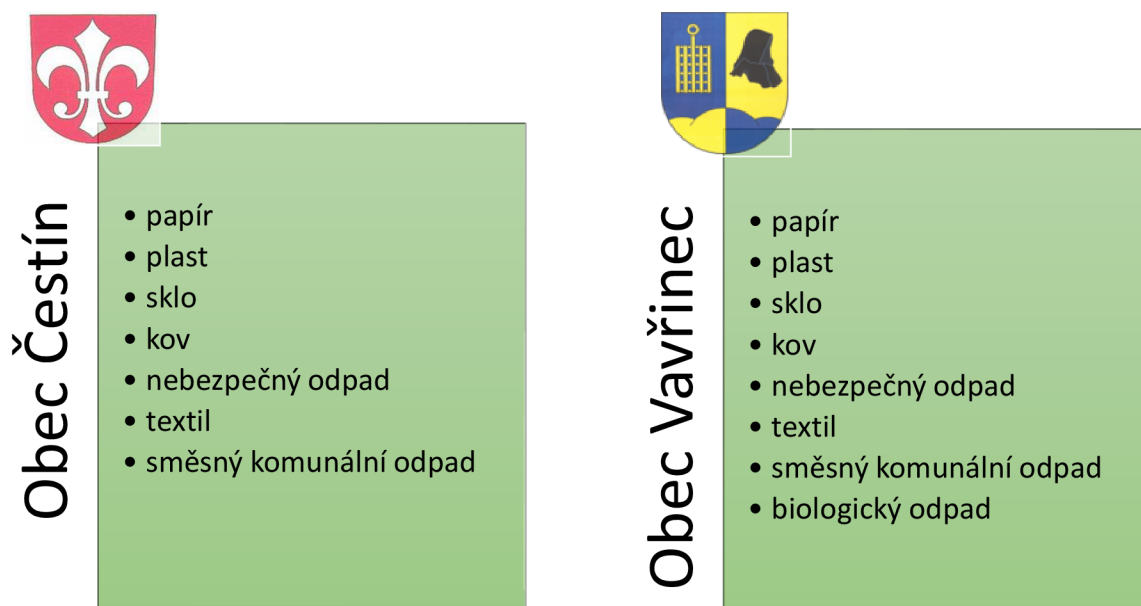 Obec Čestín
• papír
• plast
• sklo
• kov
• nebezpečný odpad
• textil
• směsný komunální odpad
Obec Vavřinec
• papír
• plast
• sklo
• kov
• nebezpečný odpad
• textil
• směsný komunální odpad
• biologický odpad